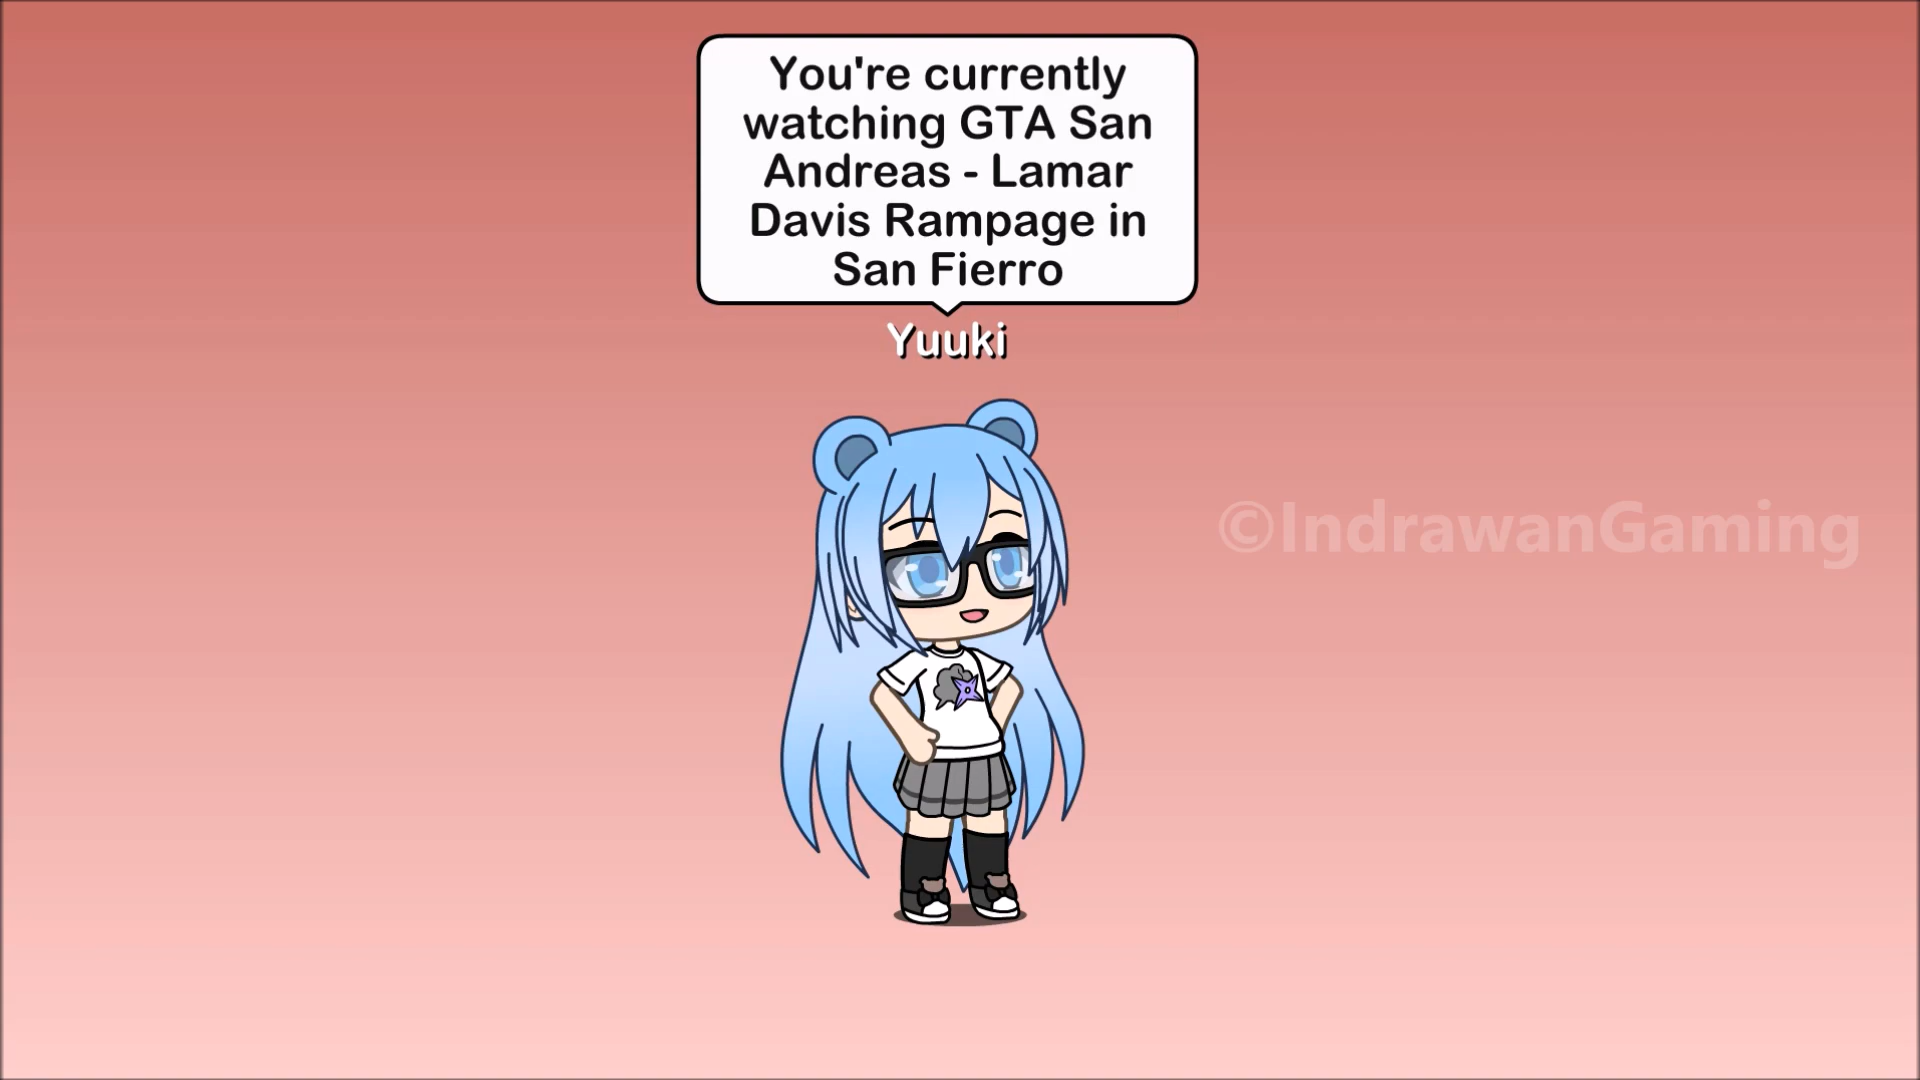 You're currently
watching GTA San
Andreas - Lamar
Davis Rampage in
San Fierro
Yuuki
©IndrawanGaming